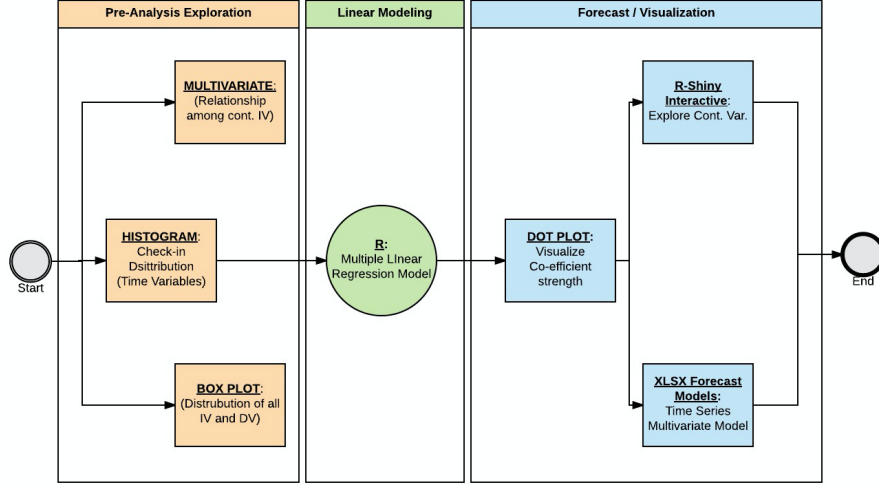 Pre-Analysis Exploration
Linear Modeling
Forecast / Visualization
MULTIVARIATE:
(Relationship
among cont. IV)
R-Shiny
Interactive:
Explore Cont. Var.
Start
HISTOGRAM:
Check-in
Dsittribution
(Time Variables)
R:
Multiple LInear
Regression Model
DOT PLOT:
Visualize
Co-efficient
strength
End
BOX PLOT:
(Distrubution of all
IV and DV)
XLSX Forecast
Models:
Time Series
Multivariate Model